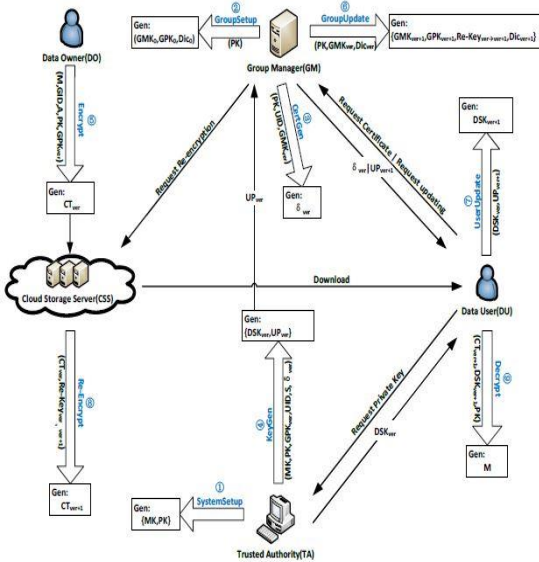 ② GroupSetup
(PK)
Gen:
{GMK₀,GPK₀,Dic₀}
⑥ GroupUpdate
(PK,GMKver,Dicver)
Gen:
{GMKver+1,GPKver+1,Re-Keyver→ver+1,Dicver+1}
Data Owner(DO)
Group Manager(GM)
⑤ Encrypt
(M,GID,A,PK,GPKver)
Gen:
CTver
Request Re-encryption
③ CertGen
(PK,UID,GMKver)
Gen:
δver
Request Certificate | Request updating
δver|UPver+1
Gen:
DSKver+1
⑦ UserUpdate
UPver
Cloud Storage Server(CSS)
Download
Data User(DU)
Gen:
{DSKver,UPver}
⑧ Re-Encrypt
(CTver,Re-Keyver, ver+1)
Gen:
CTver+1
④ KeyGen
(MK,PK,GPKver,UID,S, δver)
Request Private Key
DSKver
⑩ Decrypt
(CTver+1,DSKver+1,PK)
Gen:
M
① SystemSetup
Gen:
{MK,PK}
Trusted Authority(TA)